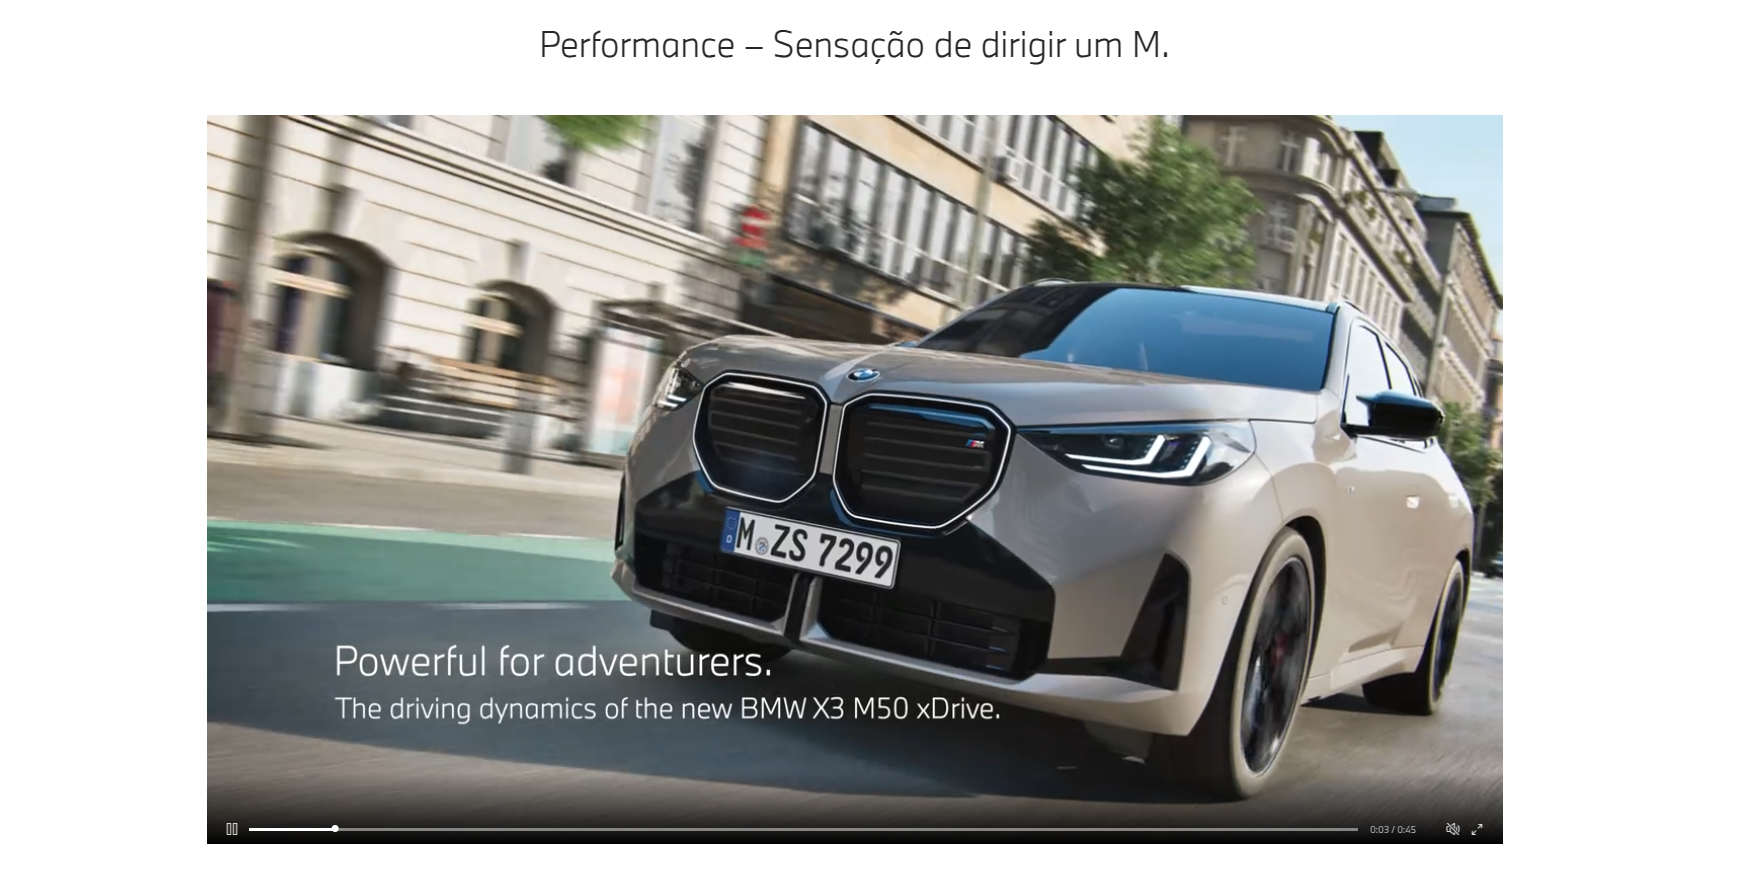 Performance – Sensação de dirigir um M.
M ZS 7299
Powerful for adventurers.
The driving dynamics of the new BMW X3 M50 xDrive.
0:03 / 0:45